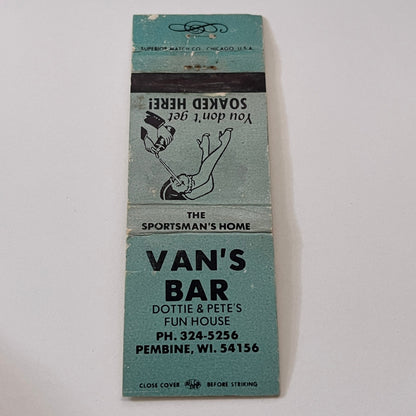 SUPERIOR MATCH CO., CHICAGO, U.S.A.
You don't get
SOAKED HERE!
THE
SPORTSMAN'S HOME
VAN'S
BAR
DOTTIE & PETE'S
FUN HOUSE
PH. 324-5256
PEMBINE, WI. 54156
CLOSE COVER BEFORE STRIKING